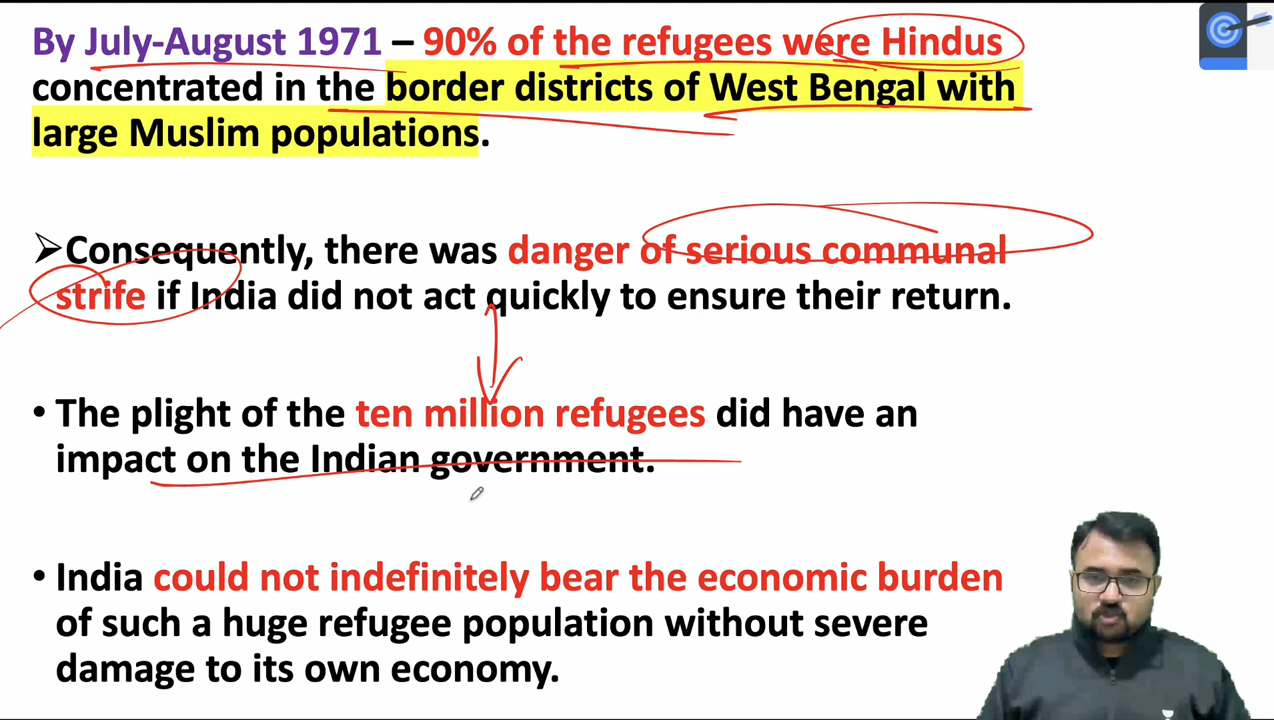 By July-August 1971 – 90% of the refugees were Hindus
concentrated in the border districts of West Bengal with
large Muslim populations.
➢Consequently, there was danger of serious communal
strife if India did not act quickly to ensure their return.
• The plight of the ten million refugees did have an
impact on the Indian government.
• India could not indefinitely bear the economic burden
of such a huge refugee population without severe
damage to its own economy.